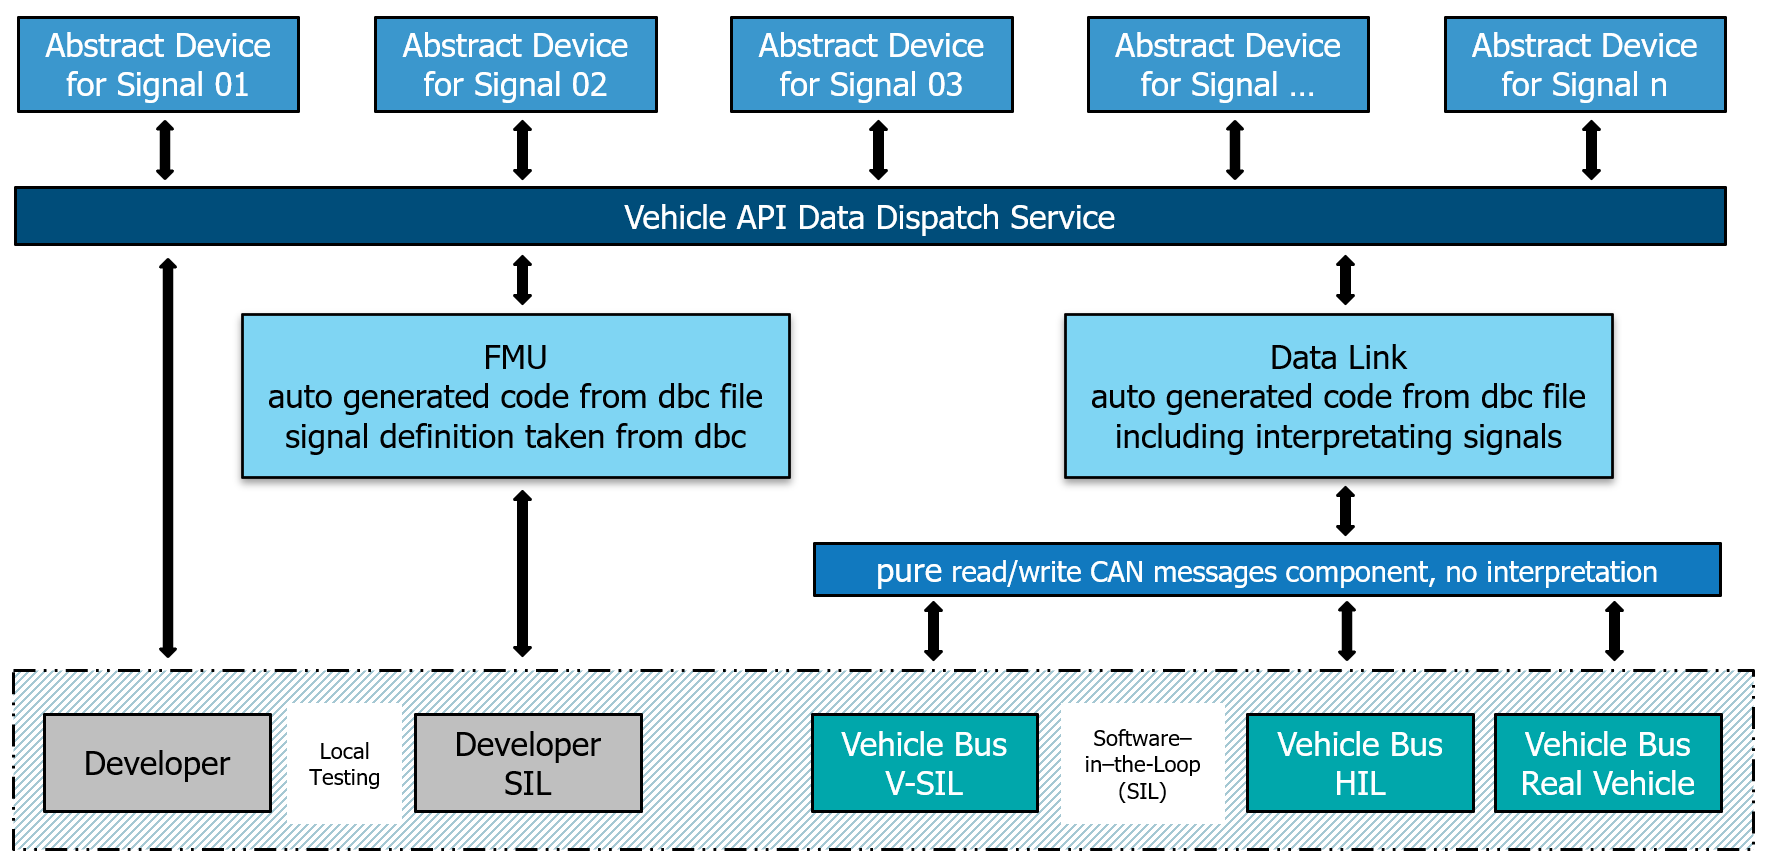 Abstract Device
for Signal 01
Abstract Device
for Signal 02
Abstract Device
for Signal 03
Abstract Device
for Signal ...
Abstract Device
for Signal n
Vehicle API Data Dispatch Service
FMU
auto generated code from dbc file
signal definition taken from dbc
Data Link
auto generated code from dbc file
including interpretating signals
pure read/write CAN messages component, no interpretation
Developer
Local
Testing
Developer
SIL
Vehicle Bus
V-SIL
Software–
in–the-Loop
(SIL)
Vehicle Bus
HIL
Vehicle Bus
Real Vehicle